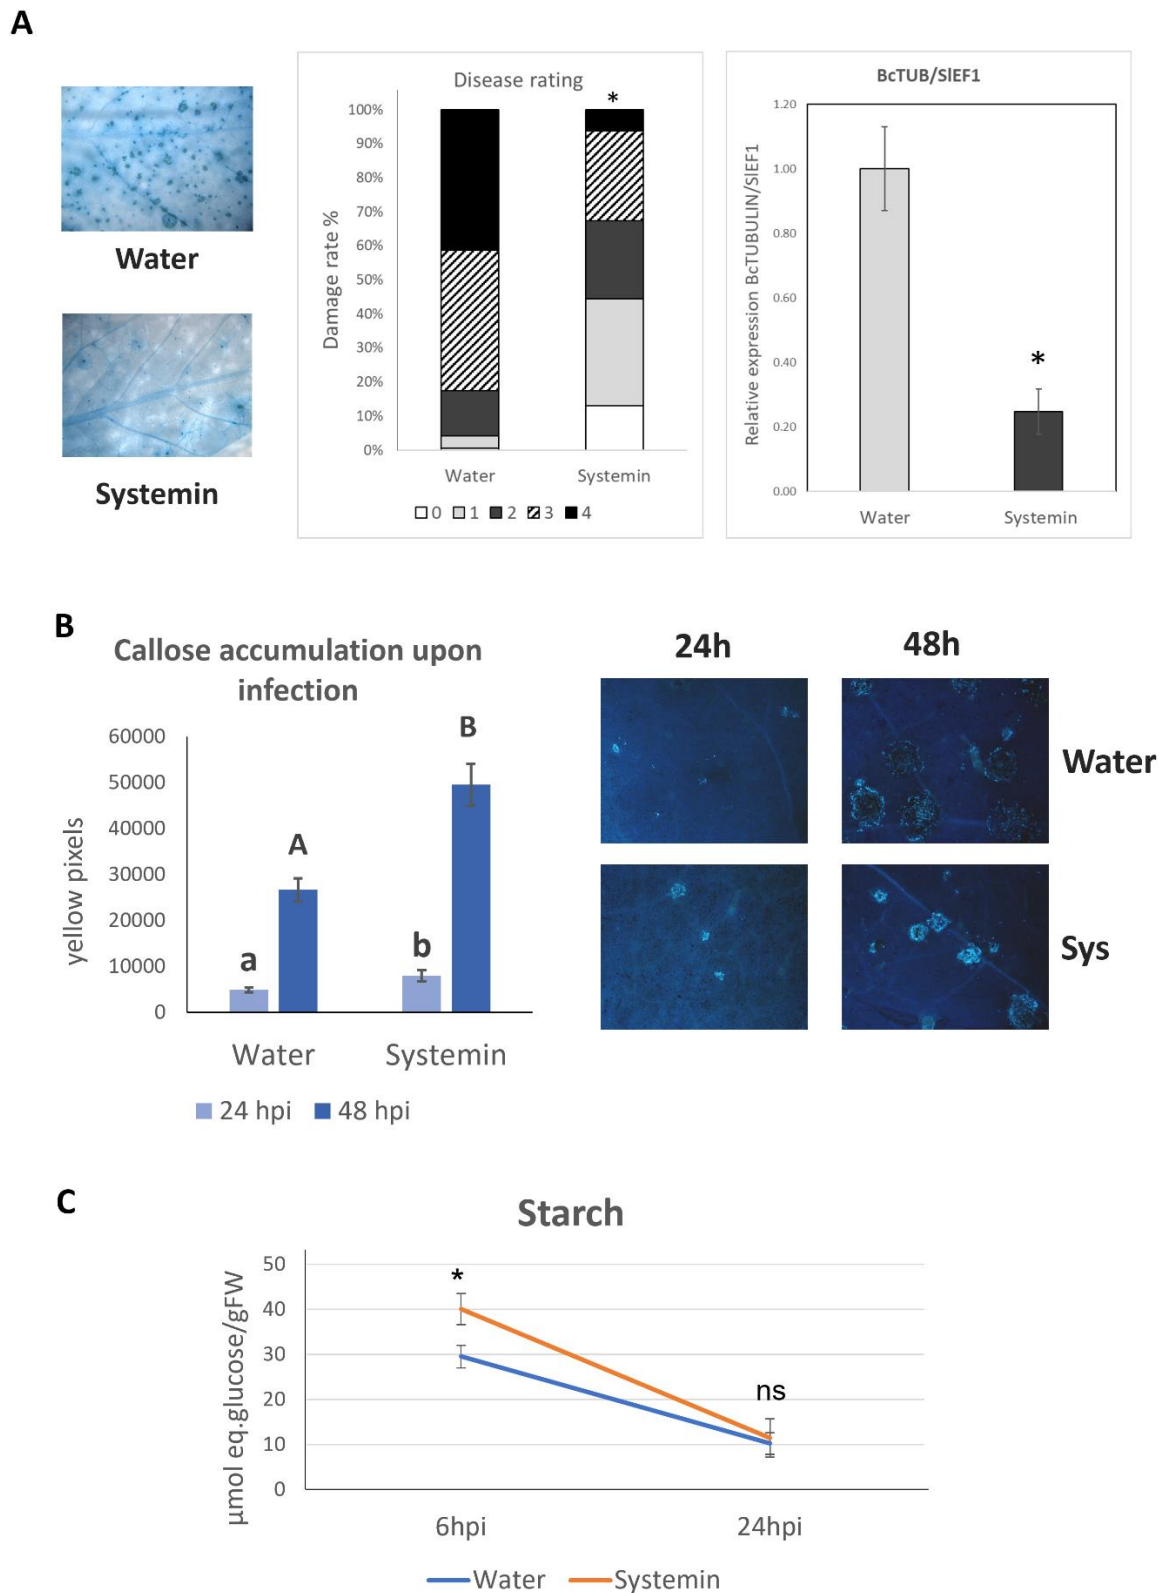 A
Water
Systemin
Disease rating
*
Damage rate %
100%
90%
80%
70%
60%
50%
40%
30%
20%
10%
0%
Water Systemin
0 1 2 3 4
BcTUB/SlEF1
Relative expression BcTUBULIN/SlEF1
1.20
1.00
0.80
0.60
0.40
0.20
0.00
*
Water Systemin
B
Callose accumulation upon
infection
yellow pixels
60000
50000
40000
30000
20000
10000
0
a A b B
Water Systemin
24 hpi 48 hpi
24h 48h
Water
Sys
C
Starch
µmol eq.glucose/gFW
50
40
30
20
10
0
*
ns
6hpi 24hpi
Water Systemin